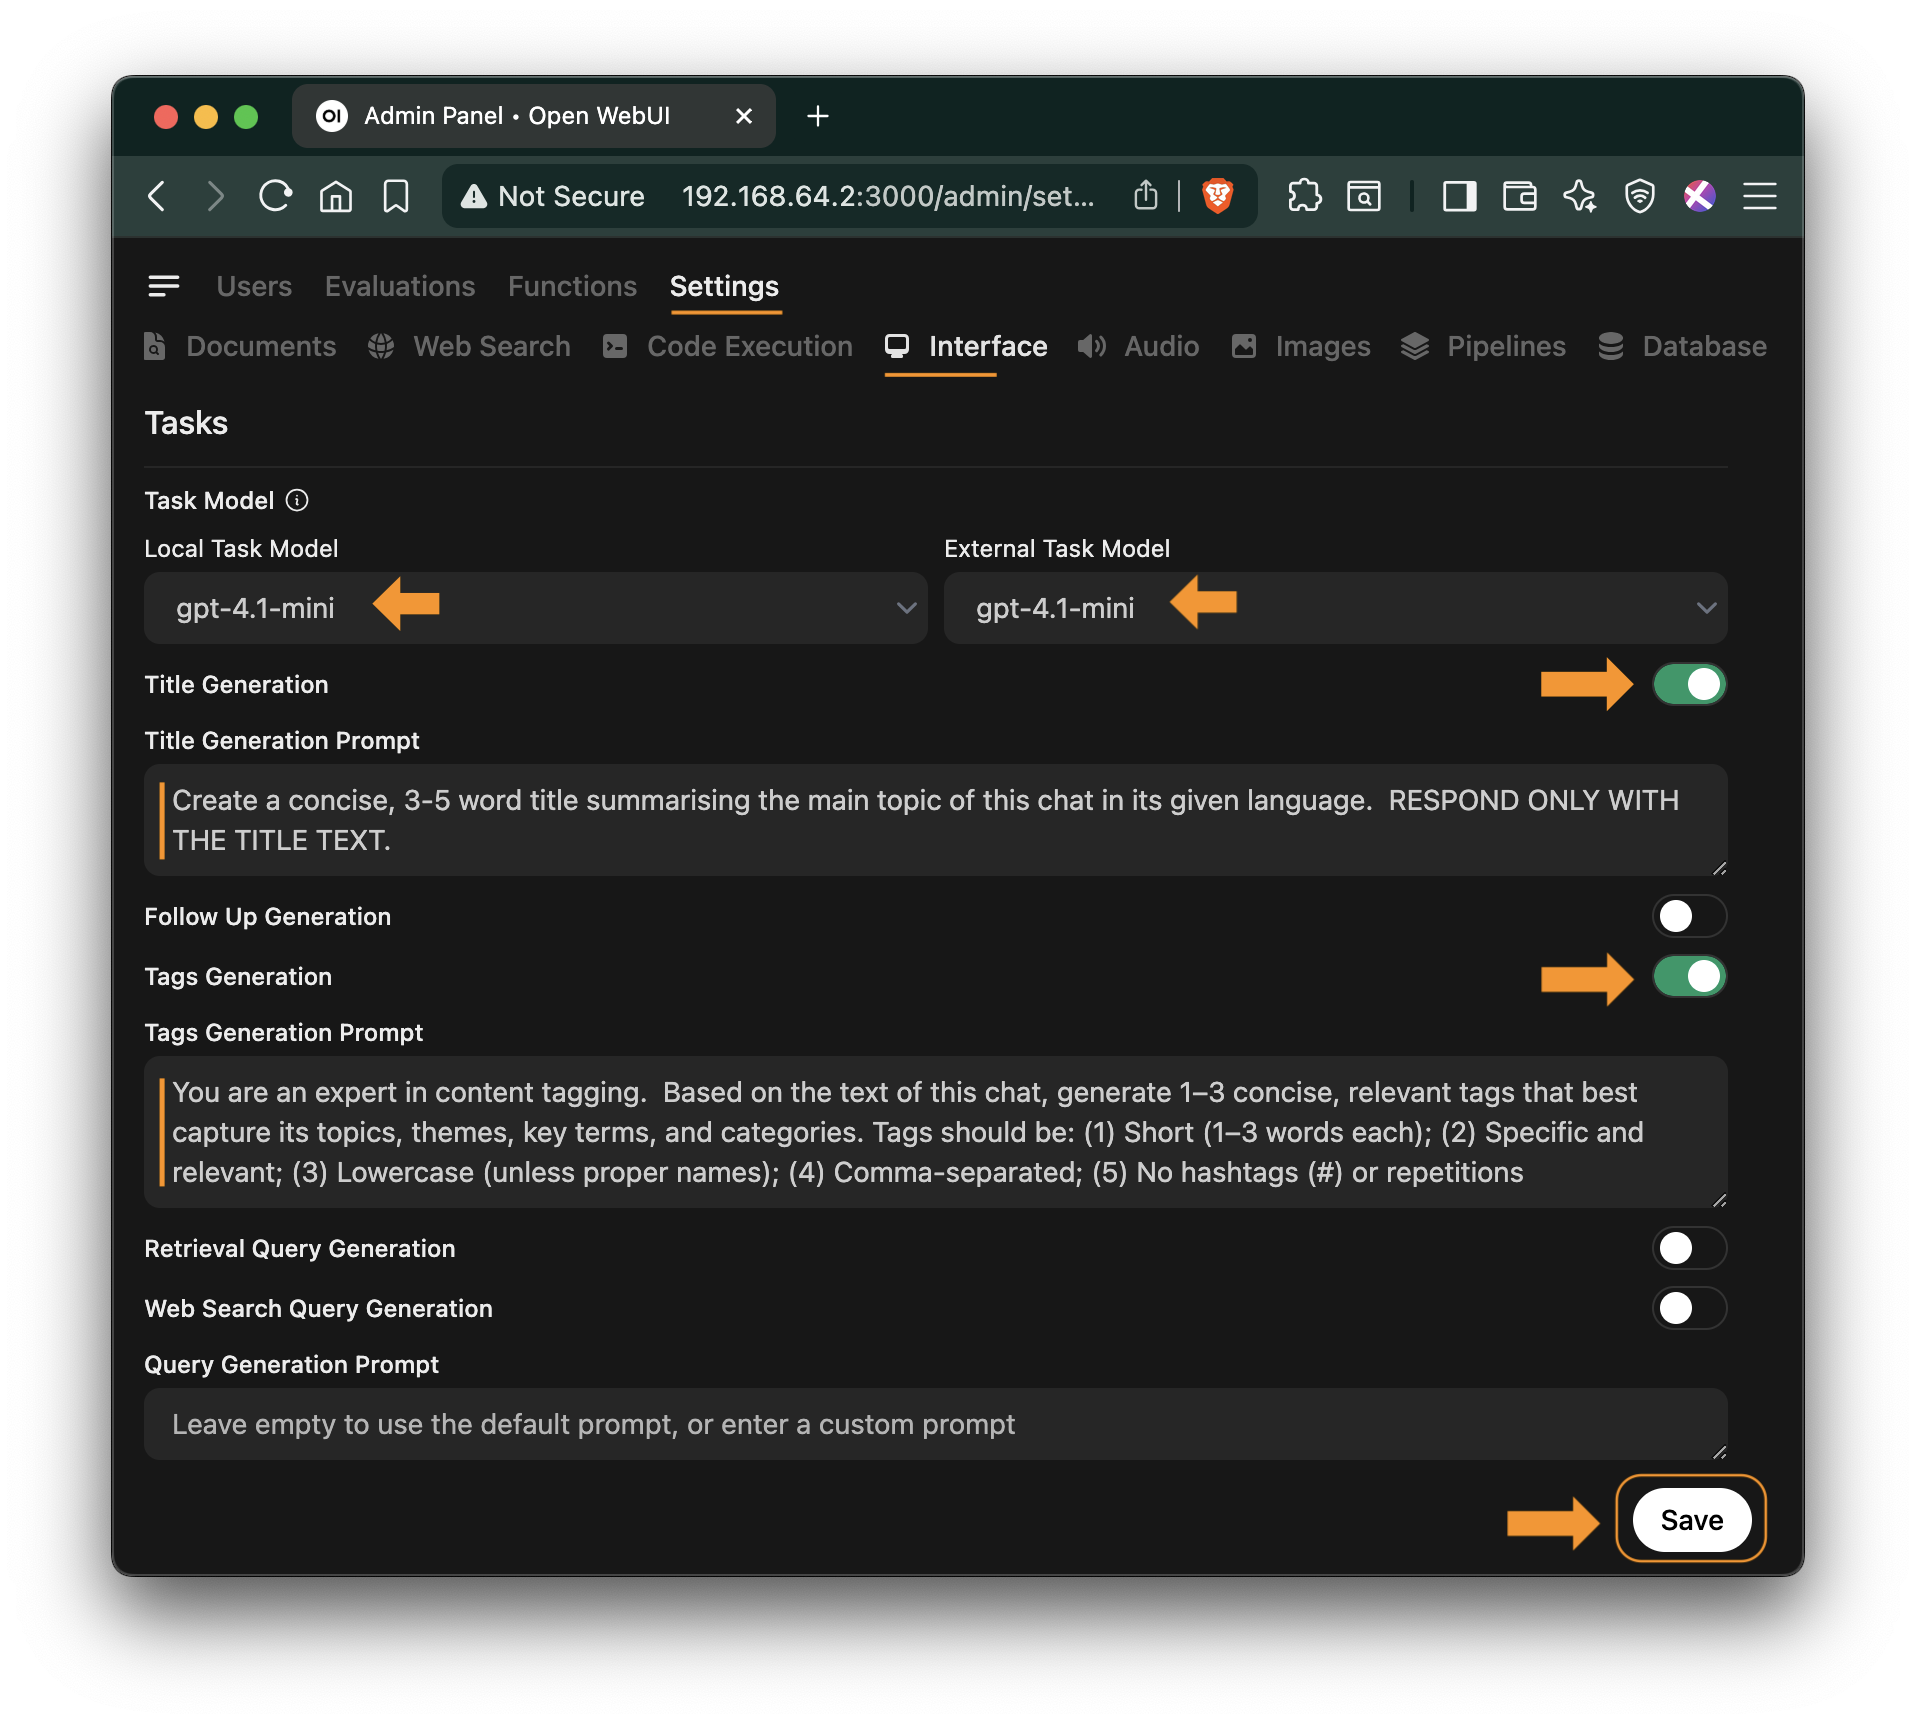 OI Admin Panel • Open WebUI
Not Secure 192.168.64.2:3000/admin/set...
Users Evaluations Functions Settings
Documents Web Search Code Execution Interface Audio Images Pipelines Database
Tasks
Task Model
Local Task Model External Task Model
gpt-4.1-mini gpt-4.1-mini
Title Generation
Title Generation Prompt
Create a concise, 3-5 word title summarising the main topic of this chat in its given language.  RESPOND ONLY WITH
THE TITLE TEXT.
Follow Up Generation
Tags Generation
Tags Generation Prompt
You are an expert in content tagging.  Based on the text of this chat, generate 1–3 concise, relevant tags that best
capture its topics, themes, key terms, and categories. Tags should be: (1) Short (1–3 words each); (2) Specific and
relevant; (3) Lowercase (unless proper names); (4) Comma-separated; (5) No hashtags (#) or repetitions
Retrieval Query Generation
Web Search Query Generation
Query Generation Prompt
Leave empty to use the default prompt, or enter a custom prompt
Save